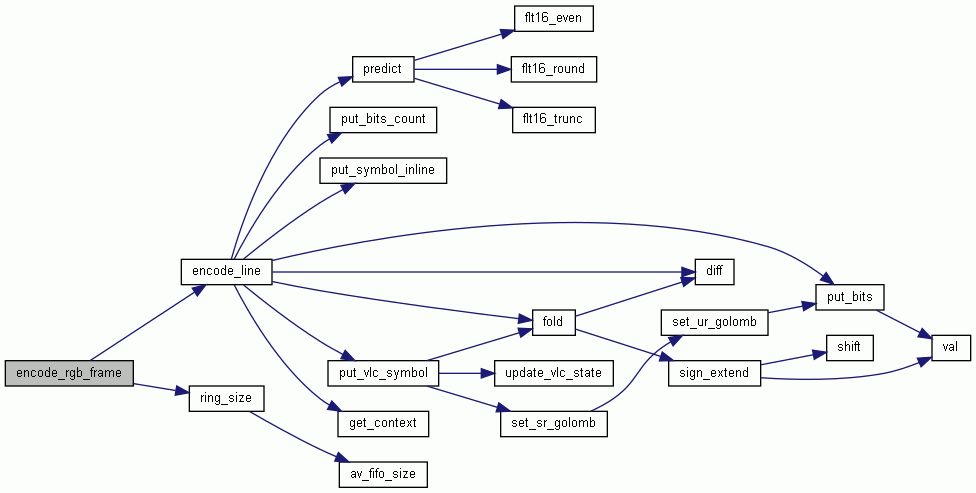 flt16_even
predict
flt16_round
put_bits_count
flt16_trunc
put_symbol_inline
encode_line
diff
put_bits
fold
set_ur_golomb
shift
val
encode_rgb_frame
put_vlc_symbol
update_vlc_state
sign_extend
ring_size
get_context
set_sr_golomb
av_fifo_size